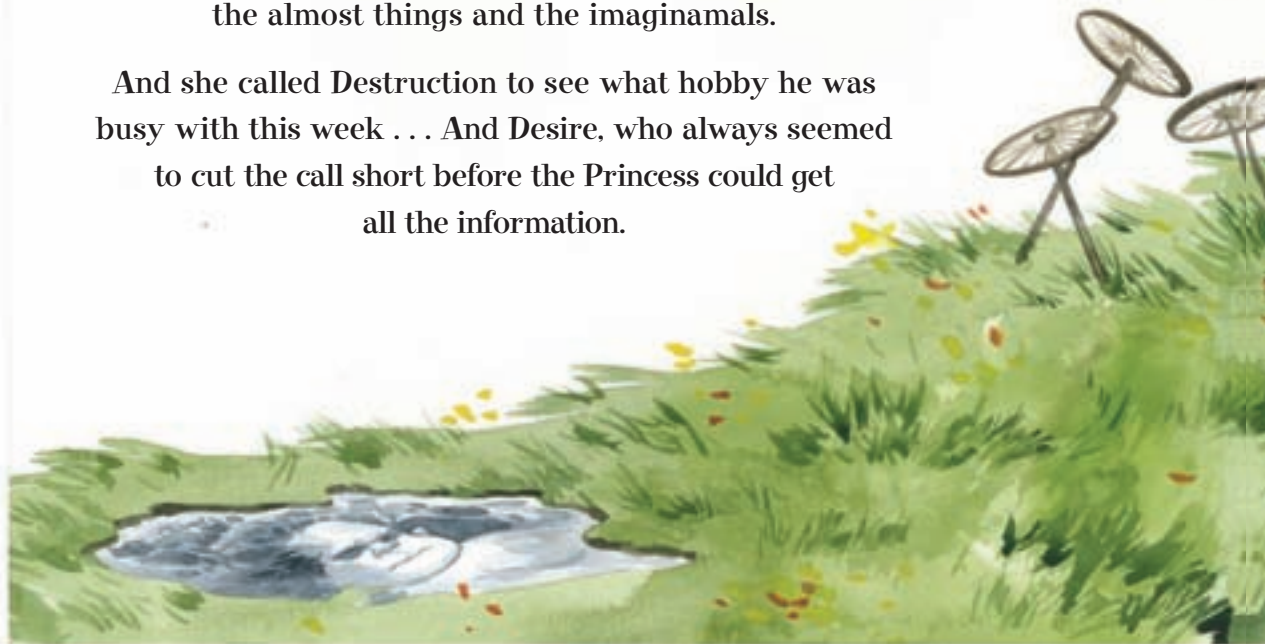 the almost things and the imaginamals.
And she called Destruction to see what hobby he was
busy with this week . . . And Desire, who always seemed
to cut the call short before the Princess could get
all the information.